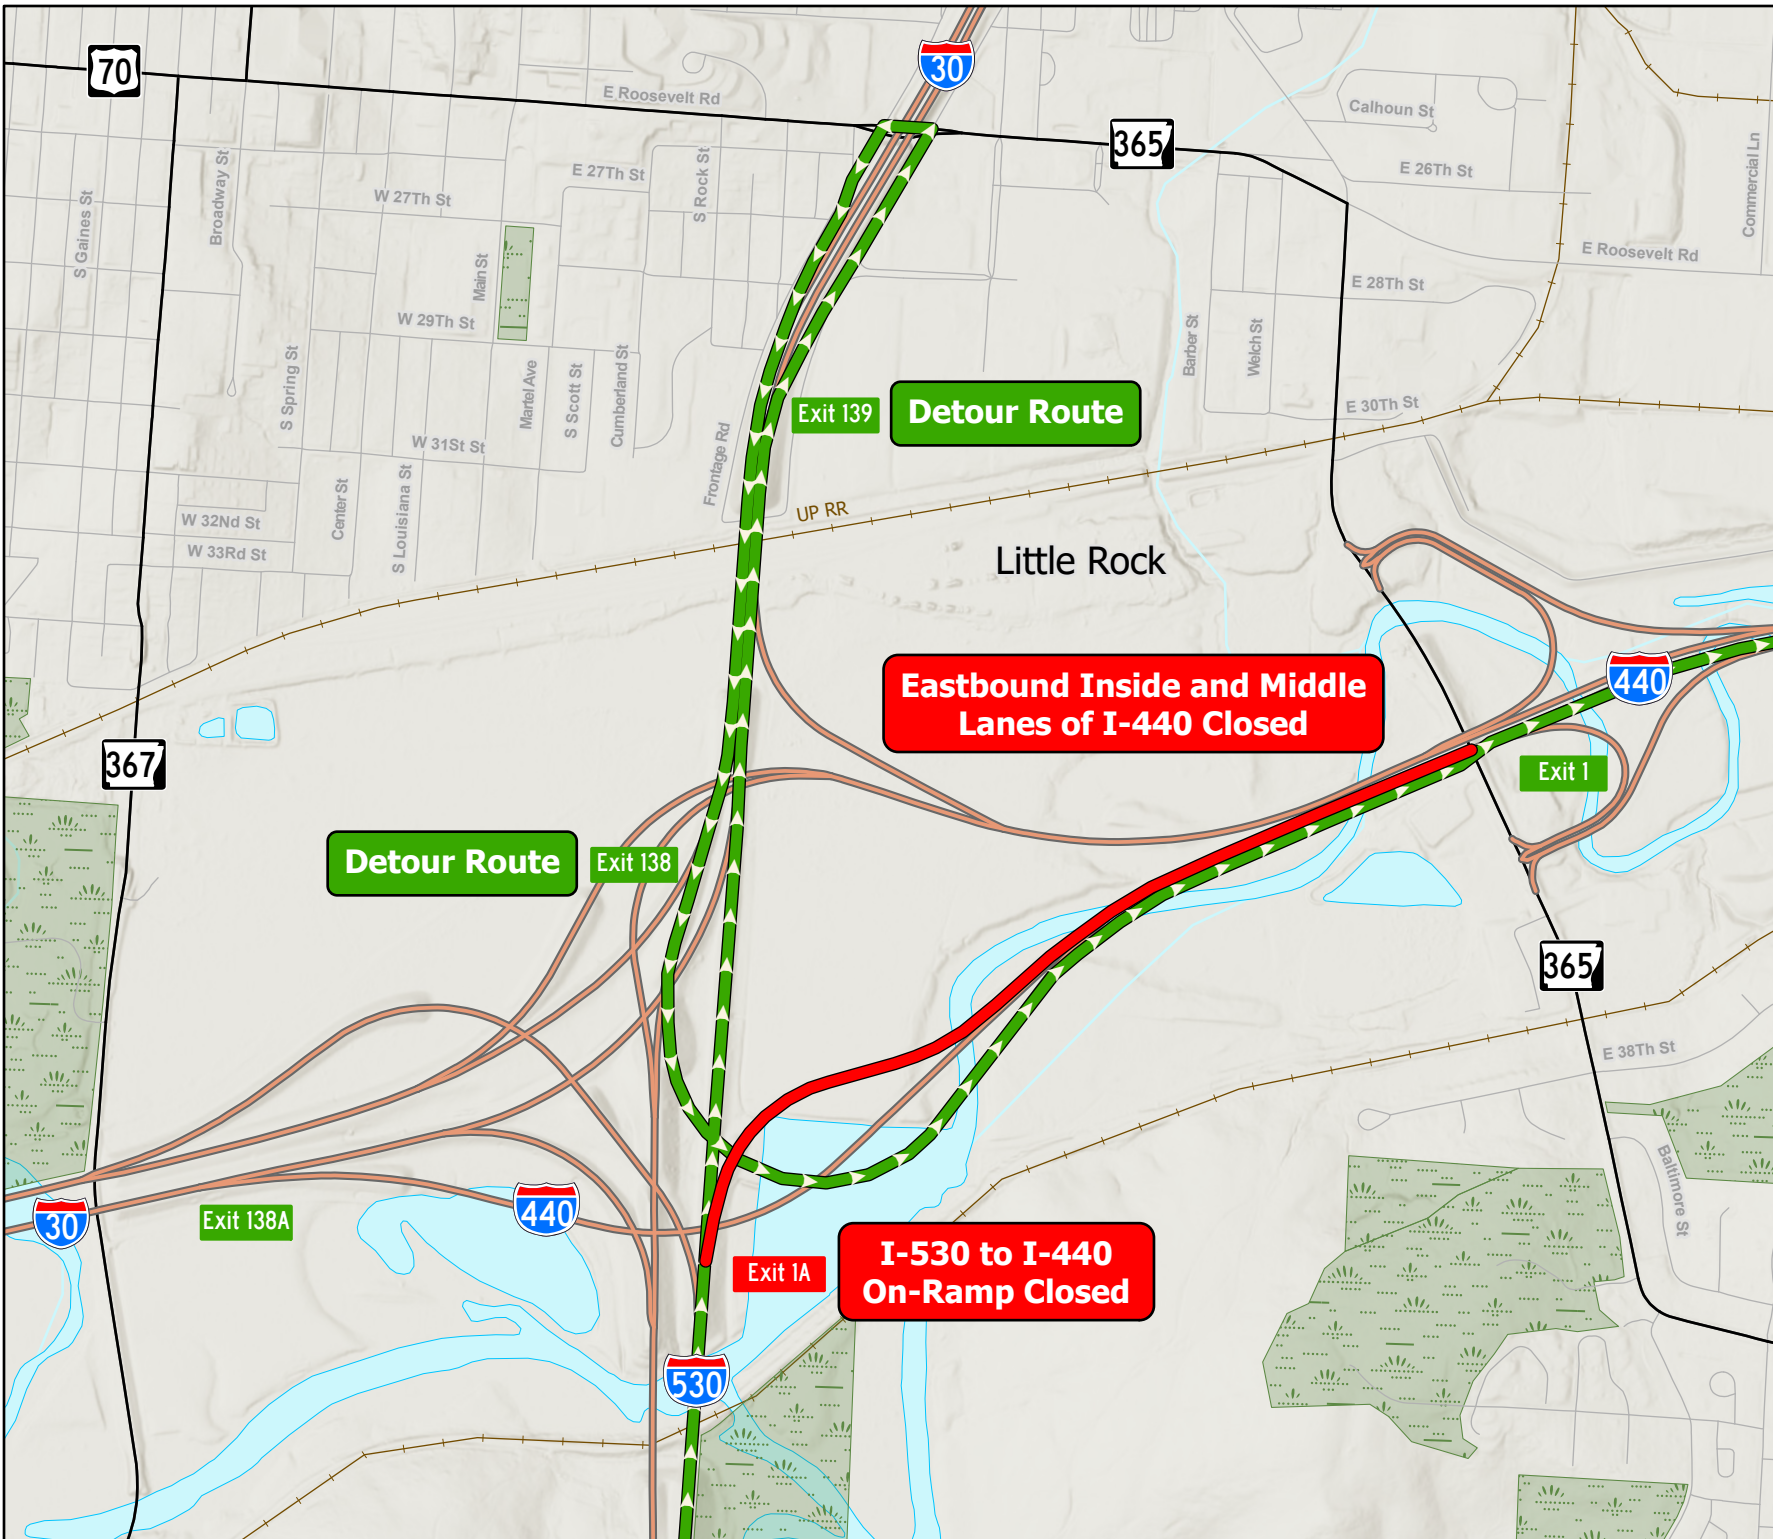 70
30
E Roosevelt Rd
Calhoun St
365
E 26Th St
Commercial Ln
Broadway St
S Gaines St
W 27Th St
E 27Th St
S Rock St
E Roosevelt Rd
Main St
E 28Th St
W 29Th St
Barber St
Welch St
S Spring St
Martel Ave
S Scott St
Cumberland St
E 30Th St
Exit 139
Detour Route
W 31St St
Frontage Rd
Center St
S Louisiana St
W 32Nd St
W 33Rd St
UP RR
Little Rock
Eastbound Inside and Middle
Lanes of I-440 Closed
440
367
Exit 1
Detour Route
Exit 138
365
E 38Th St
Baltimore St
30
Exit 138A
440
Exit 1A
I-530 to I-440
On-Ramp Closed
530